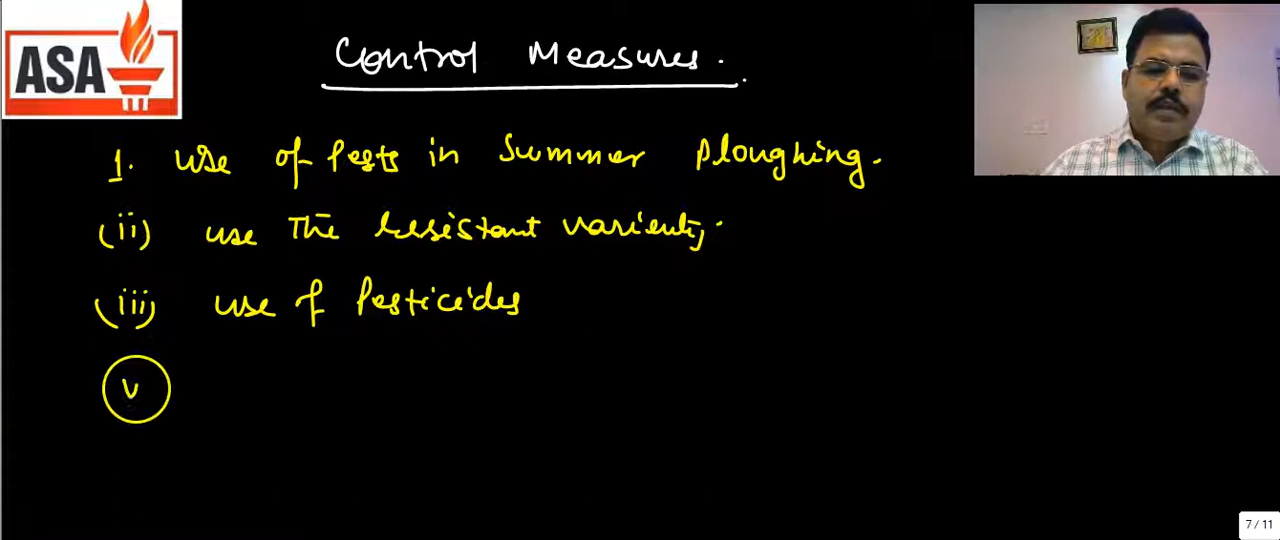 ASA
Control Measures.
1. Use of Pests in Summer Ploughing.
(ii) use The Resistant varienty.
(iii) use of Pesticides
v
7 / 11